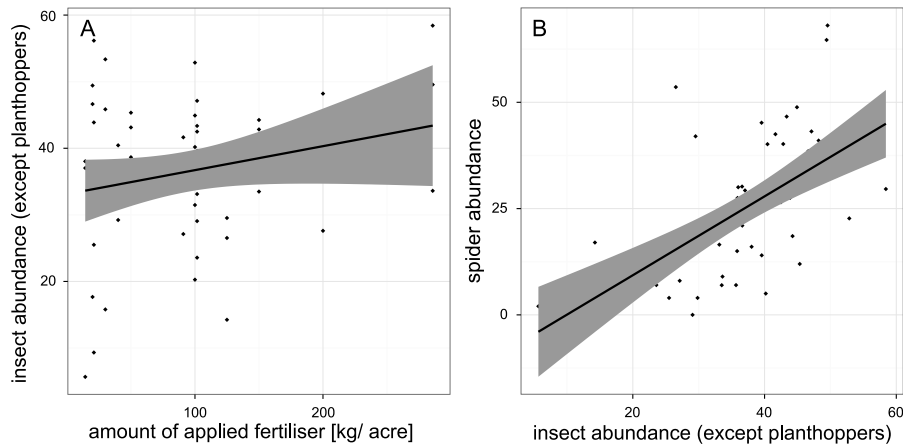 A
insect abundance (except planthoppers)
60
40
20
100
200
amount of applied fertiliser [kg/ acre]
B
spider abundance
50
25
0
20
40
60
insect abundance (except planthoppers)